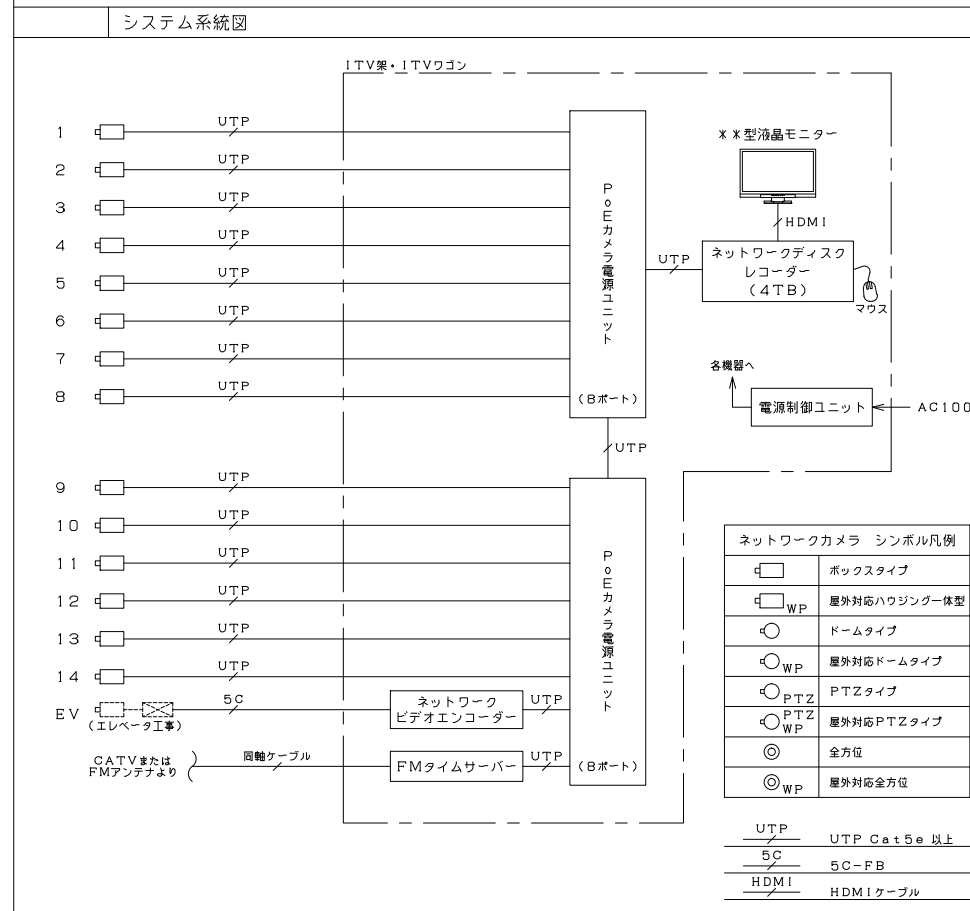 システム系統図
ITV架・ITVワゴン
1 UTP
2 UTP
3 UTP
4 UTP
5 UTP
6 UTP
7 UTP
8 UTP
PoEカメラ電源ユニット
(8ポート)
UTP
**型液晶モニター
HDMI
ネットワークディスク
レコーダー
(4TB)
マウス
各機器へ
電源制御ユニット
AC100
UTP
9 UTP
10 UTP
11 UTP
12 UTP
13 UTP
14 UTP
EV 5C
(エレベータ工事)
ネットワーク
ビデオエンコーダー
UTP
CATVまたは
FMアンテナより
同軸ケーブル
FMタイムサーバー
UTP
PoEカメラ電源ユニット
(8ポート)
ネットワークカメラ シンボル凡例
ボックスタイプ
WP 屋外対応ハウジング一体型
ドームタイプ
WP 屋外対応ドームタイプ
PTZ PTZタイプ
PTZ
WP 屋外対応PTZタイプ
全方位
WP 屋外対応全方位
UTP UTP Cat5e 以上
5C 5C-FB
HDMI HDMIケーブル